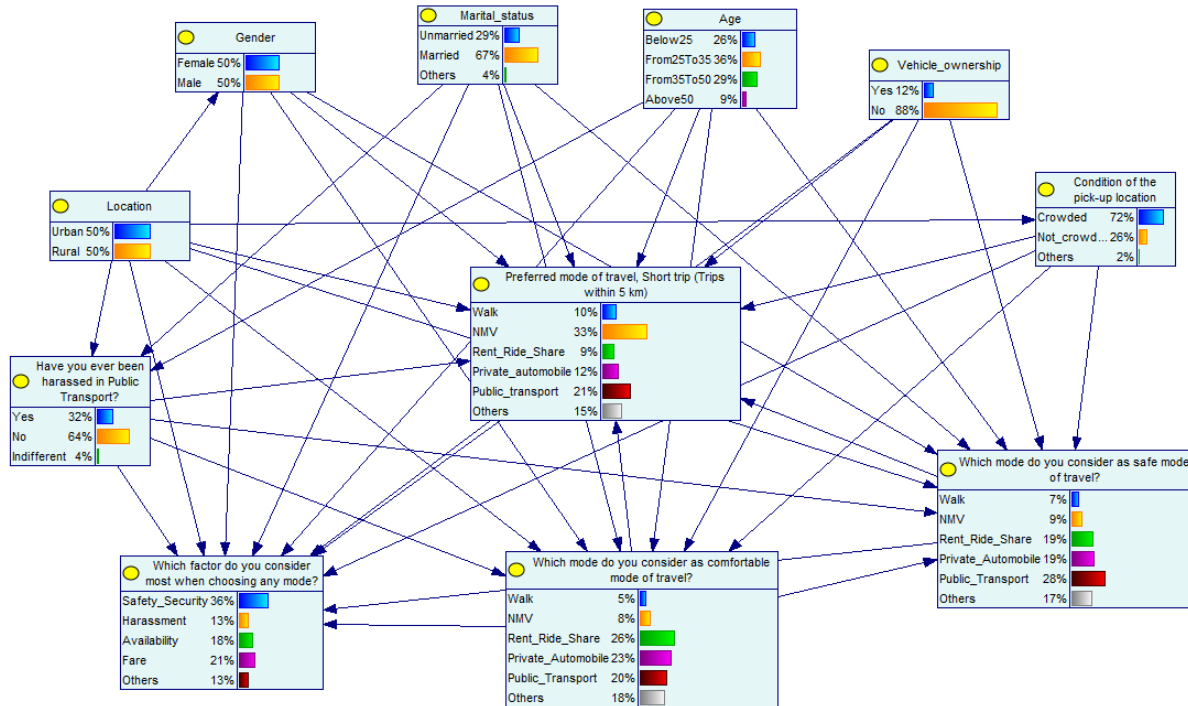 Gender
Female 50%
Male 50%
Marital_status
Unmarried 29%
Married 67%
Others 4%
Age
Below25 26%
From25To35 36%
From35To50 29%
Above50 9%
Vehicle_ownership
Yes 12%
No 88%
Location
Urban 50%
Rural 50%
Condition of the
pick-up location
Crowded 72%
Not_crowd... 26%
Others 2%
Preferred mode of travel, Short trip (Trips
within 5 km)
Walk 10%
NMV 33%
Rent_Ride_Share 9%
Private_automobile 12%
Public_transport 21%
Others 15%
Have you ever been
harassed in Public
Transport?
Yes 32%
No 64%
Indifferent 4%
Which mode do you consider as safe mode
of travel?
Walk 7%
NMV 9%
Rent_Ride_Share 19%
Private_Automobile 19%
Public_Transport 28%
Others 17%
Which factor do you consider
most when choosing any mode?
Safety_Security 36%
Harassment 13%
Availability 18%
Fare 21%
Others 13%
Which mode do you consider as comfortable
mode of travel?
Walk 5%
NMV 8%
Rent_Ride_Share 26%
Private_Automobile 23%
Public_Transport 20%
Others 18%